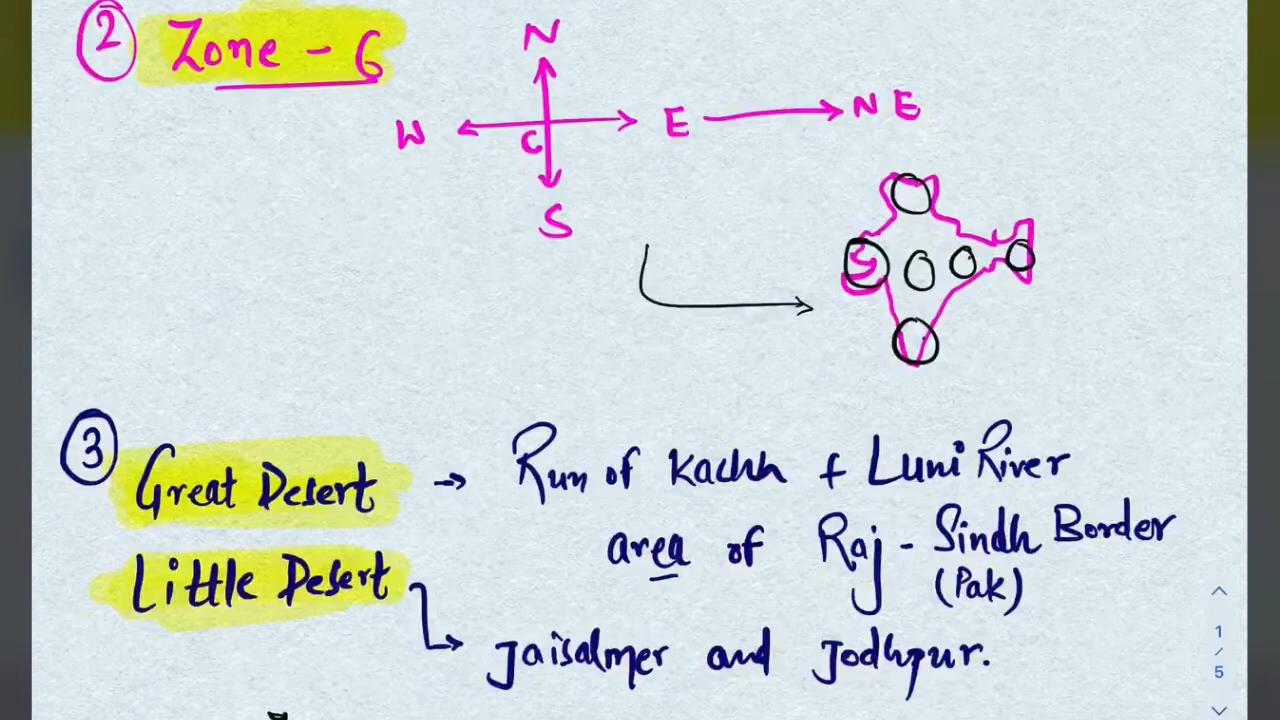 2 Zone - 6
N
W C E → N E
S
3 Great Desert → Run of Kachh + Luni River
area of Raj - Sindh Border
(Pak)
Little Desert
Jaisalmer and Jodhpur.
1
/
5